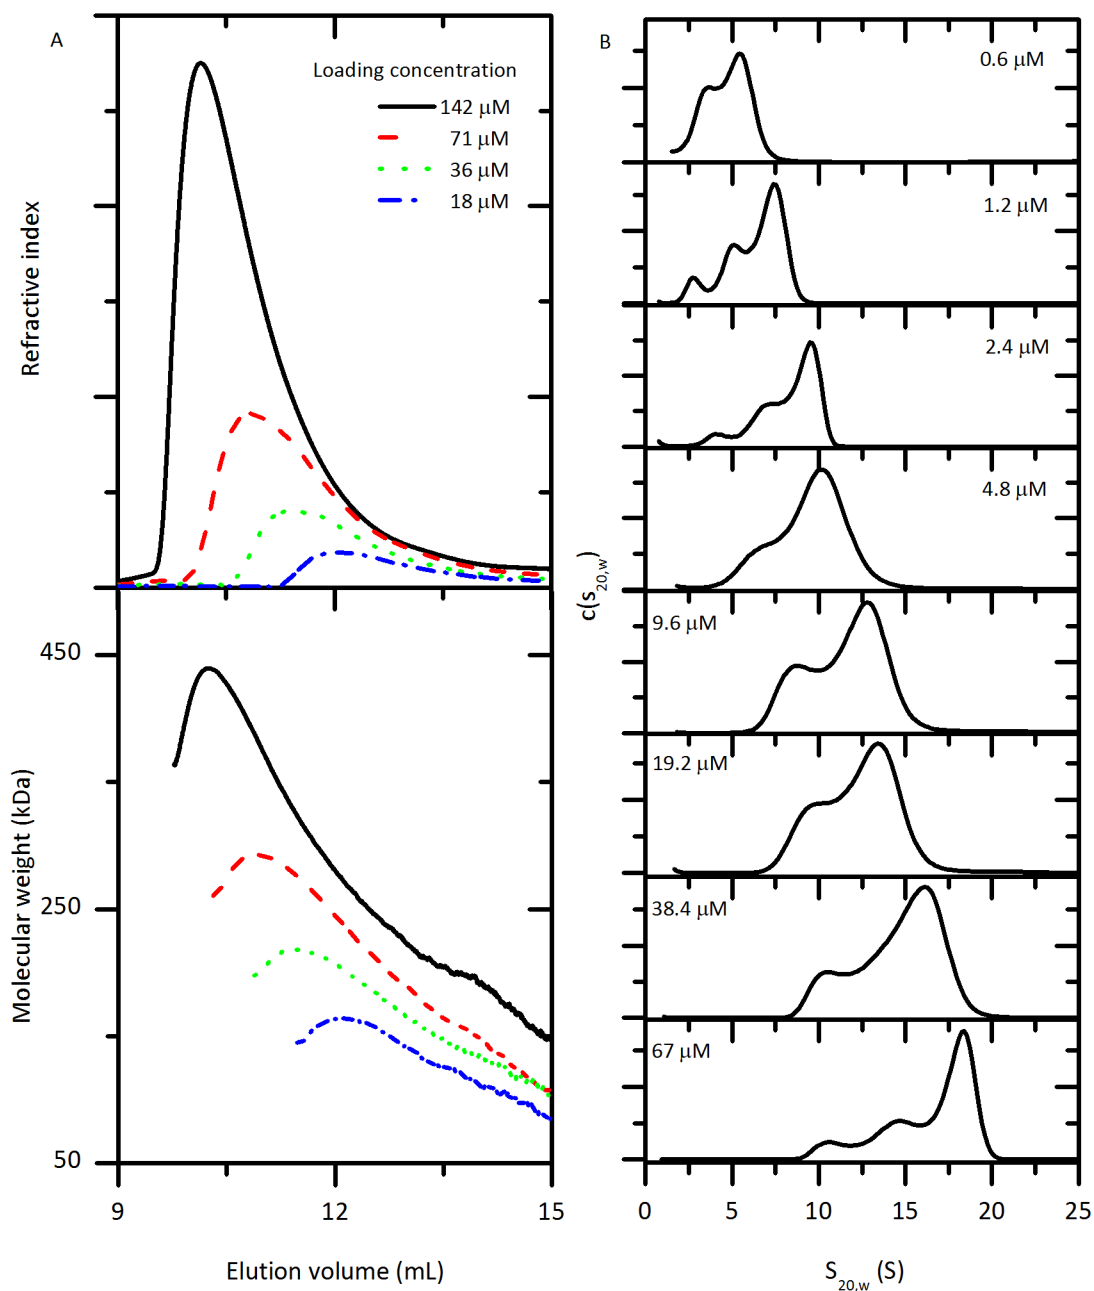 A
Loading concentration
142 μM
71 μM
36 μM
18 μM
Refractive index
450
250
50
Molecular weight (kDa)
9
12
15
Elution volume (mL)
B
0.6 μM
1.2 μM
2.4 μM
4.8 μM
9.6 μM
19.2 μM
38.4 μM
67 μM
c(s20,w)
0
5
10
15
20
25
S20,w (S)